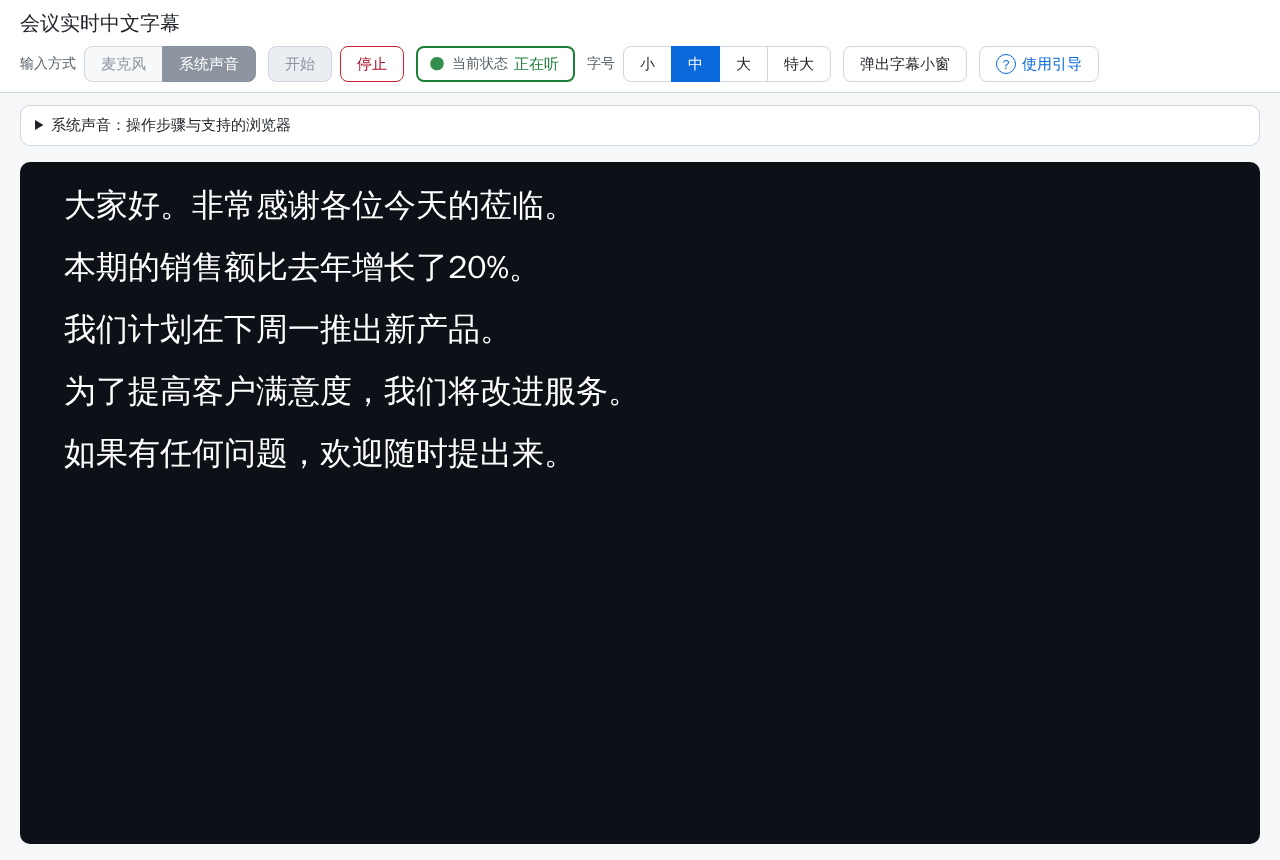 会议实时中文字幕
输入方式 麦克风 系统声音 开始 停止 当前状态 正在听 字号 小 中 大 特大 弹出字幕小窗 ? 使用引导
▶ 系统声音：操作步骤与支持的浏览器
大家好。非常感谢各位今天的莅临。
本期的销售额比去年增长了20%。
我们计划在下周一推出新产品。
为了提高客户满意度，我们将改进服务。
如果有任何问题，欢迎随时提出来。